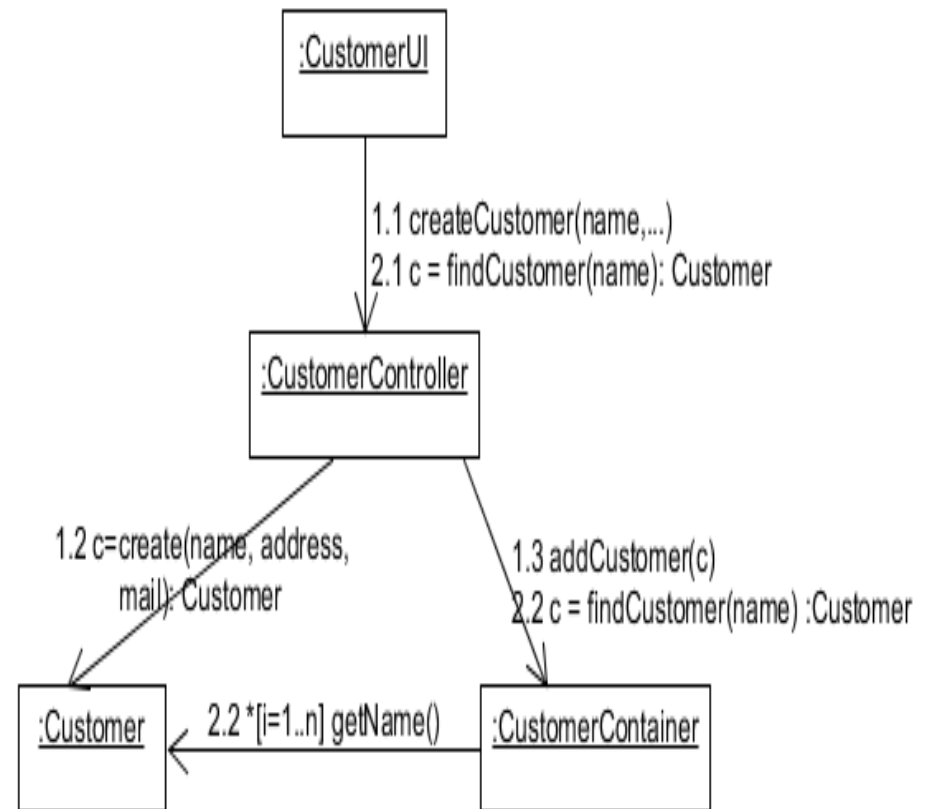 :CustomerUI
1.1 createCustomer(name,...)
2.1 c = findCustomer(name): Customer
:CustomerController
1.2 c=create(name, address,
mail): Customer
1.3 addCustomer(c)
2.2 c = findCustomer(name) :Customer
:Customer
2.2 *[i=1..n] getName()
:CustomerContainer